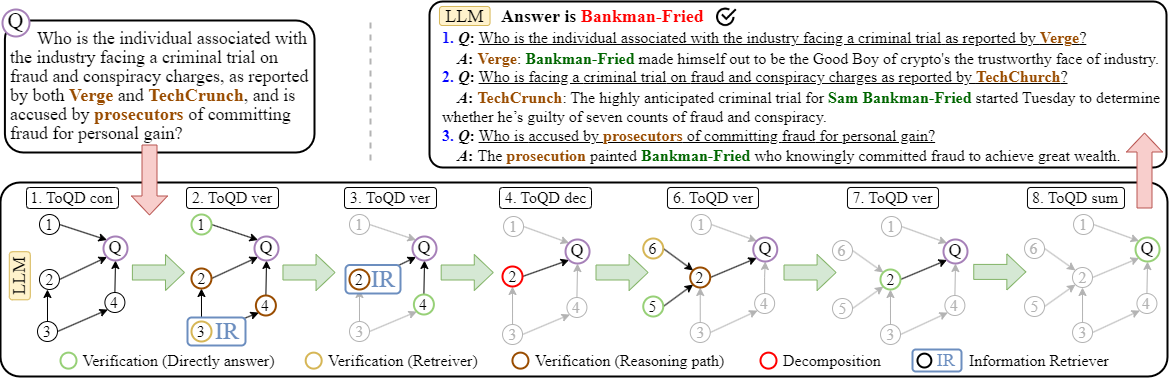 Q
Who is the individual associated with
the industry facing a criminal trial on
fraud and conspiracy charges, as reported
by both Verge and TechCrunch, and is
accused by prosecutors of committing
fraud for personal gain?
LLM Answer is Bankman-Fried
1. Q: Who is the individual associated with the industry facing a criminal trial as reported by Verge?
A: Verge: Bankman-Fried made himself out to be the Good Boy of crypto's the trustworthy face of industry.
2. Q: Who is facing a criminal trial on fraud and conspiracy charges as reported by TechChurch?
A: TechCrunch: The highly anticipated criminal trial for Sam Bankman-Fried started Tuesday to determine
whether he's guilty of seven counts of fraud and conspiracy.
3. Q: Who is accused by prosecutors of committing fraud for personal gain?
A: The prosecution painted Bankman-Fried who knowingly committed fraud to achieve great wealth.
1. ToQD con
2. ToQD ver
3. ToQD ver
4. ToQD dec
6. ToQD ver
7. ToQD ver
8. ToQD sum
LLM
1
Q
2
4
3
1
Q
2
4
3 IR
1
Q
2 IR
4
3
1
Q
2
4
3
1
6
Q
2
5
4
3
1
6
Q
2
5
4
3
1
6
Q
2
5
4
3
Verification (Directly answer)
Verification (Retreiver)
Verification (Reasoning path)
Decomposition
IR Information Retriever